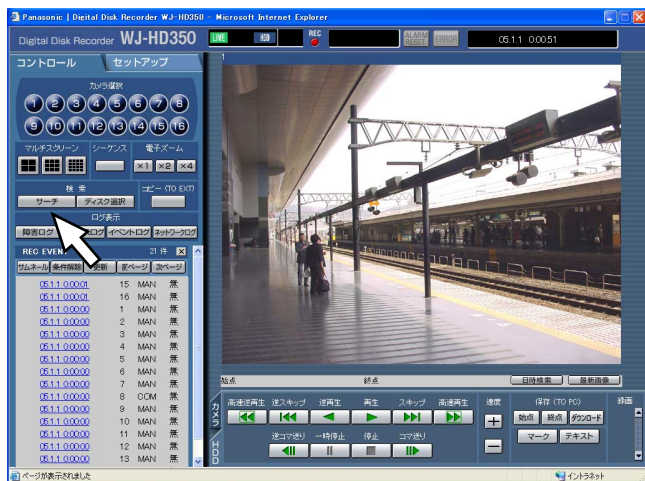 Panasonic | Digital Disk Recorder WJ-HD350 - Microsoft Internet Explorer
Digital Disk Recorder WJ-HD350
LIVE HDD REC ALARM RESET ERROR 05.1.1 0:00:51
コントロール セットアップ
1
カメラ選択
1 2 3 4 5 6 7 8
9 10 11 12 13 14 15 16
マルチスクリーン シーケンス 電子ズーム
×1 ×2 ×4
検索 コピー (TO EXT)
サーチ ディスク選択
ログ表示
障害ログ ログ イベントログ ネットワークログ
REC EVENT 21 件 X
サムネール 条件解除 更新 前ページ 次ページ
05.1.1 0:00:01 15 MAN 無
05.1.1 0:00:01 16 MAN 無
05.1.1 0:00:00 1 MAN 無
05.1.1 0:00:00 2 MAN 無
05.1.1 0:00:00 3 MAN 無
05.1.1 0:00:00 4 MAN 無
05.1.1 0:00:00 5 MAN 無
05.1.1 0:00:00 6 MAN 無
05.1.1 0:00:00 7 MAN 無
05.1.1 0:00:00 8 COM 無
05.1.1 0:00:00 9 MAN 無
05.1.1 0:00:00 10 MAN 無
05.1.1 0:00:00 11 MAN 無
05.1.1 0:00:00 12 MAN 無
05.1.1 0:00:00 13 MAN 無
始点 終点 日時検索 最新画像
カメラ
HDD
高速逆再生 逆スキップ 逆再生 再生 スキップ 高速再生 速度 保存 (TO PC) 録画
+ 始点 終点 ダウンロード
逆コマ送り 一時停止 停止 コマ送り
- マーク テキスト
ページが表示されました イントラネット